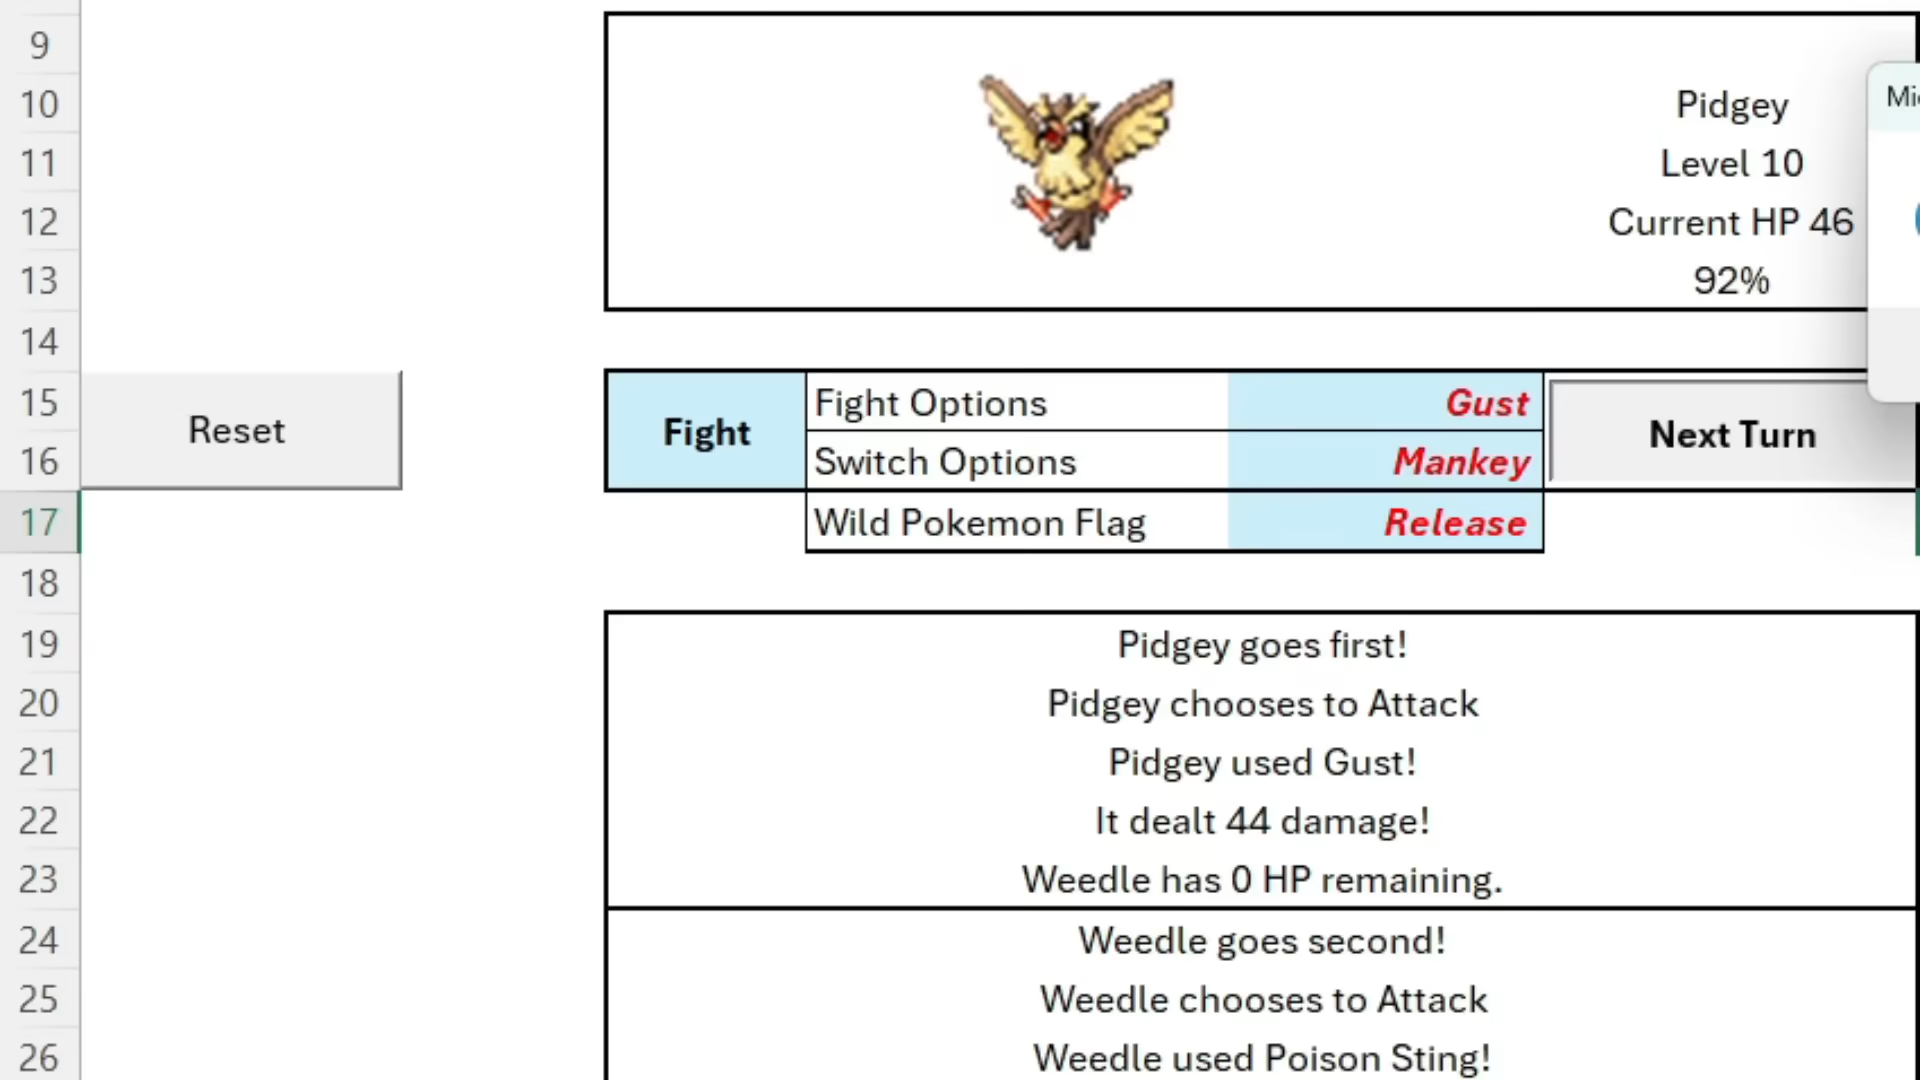 9
10
11
12
13
14
15
16
17
18
19
20
21
22
23
24
25
26
Pidgey
Level 10
Current HP 46
92%
Reset
Fight
Fight Options
Gust
Switch Options
Mankey
Wild Pokemon Flag
Release
Next Turn
Pidgey goes first!
Pidgey chooses to Attack
Pidgey used Gust!
It dealt 44 damage!
Weedle has 0 HP remaining.
Weedle goes second!
Weedle chooses to Attack
Weedle used Poison Sting!